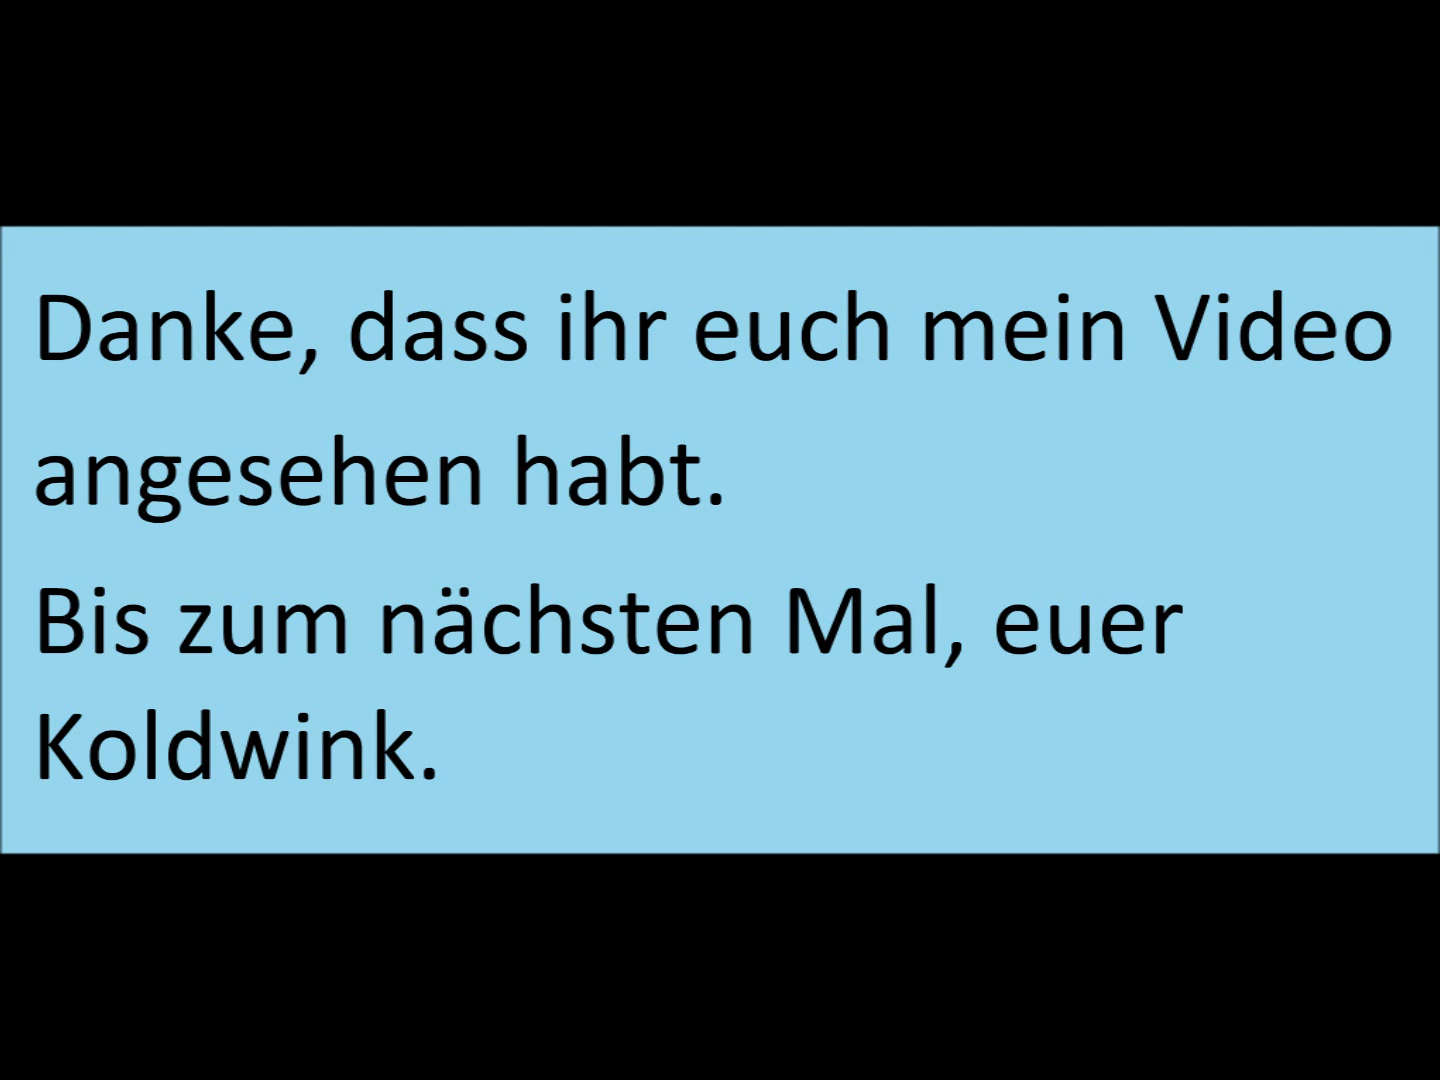 Danke, dass ihr euch mein Video
angesehen habt.
Bis zum nächsten Mal, euer
Koldwink.